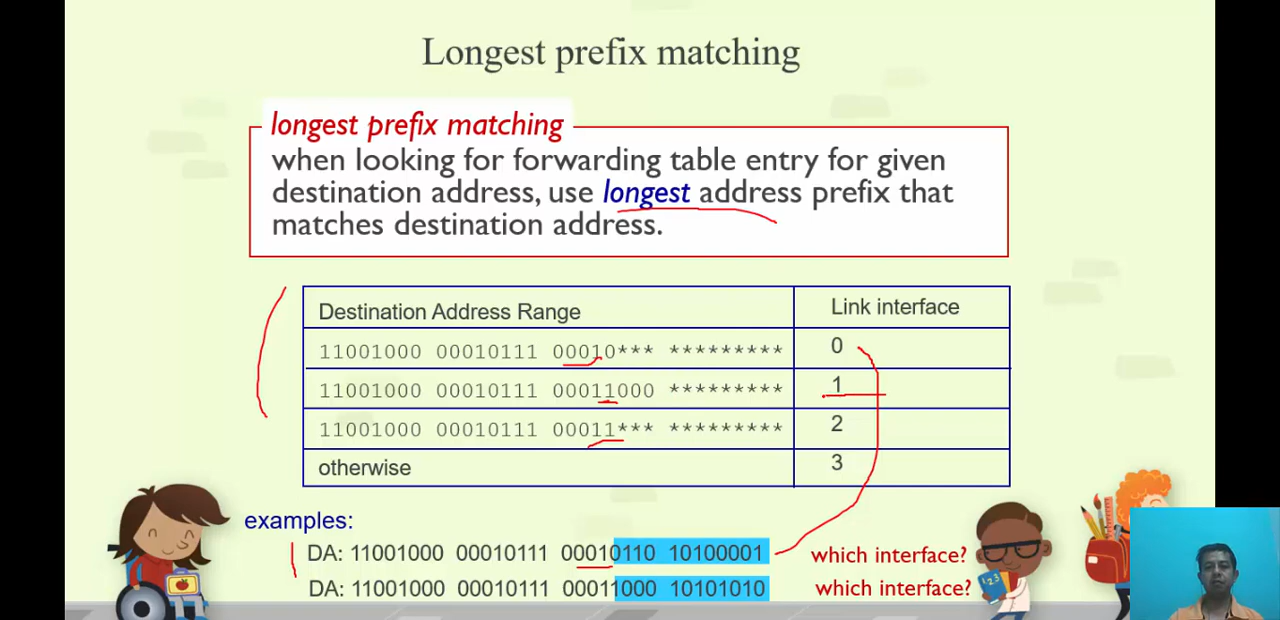 Longest prefix matching
longest prefix matching
when looking for forwarding table entry for given
destination address, use longest address prefix that
matches destination address.
Destination Address Range Link interface
11001000 00010111 00010*** ********* 0
11001000 00010111 00011000 ********* 1
11001000 00010111 00011*** ********* 2
otherwise 3
examples:
DA: 11001000 00010111 00010110 10100001 which interface?
DA: 11001000 00010111 00011000 10101010 which interface?
1 2 3